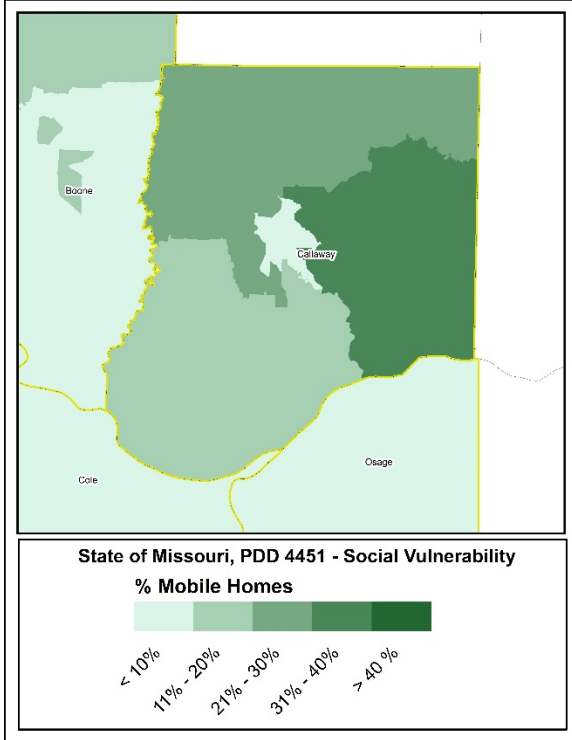 Boone
Callaway
Osage
Cole
State of Missouri, PDD 4451 - Social Vulnerability
% Mobile Homes
< 10%
11% - 20%
21% - 30%
31% - 40%
> 40 %